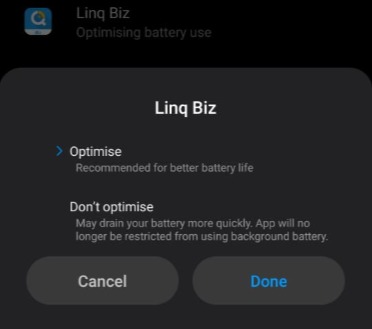 Linq Biz
Optimising battery use
Linq Biz
Optimise
Recommended for better battery life
Don't optimise
May drain your battery more quickly. App will no
longer be restricted from using background battery.
Cancel
Done